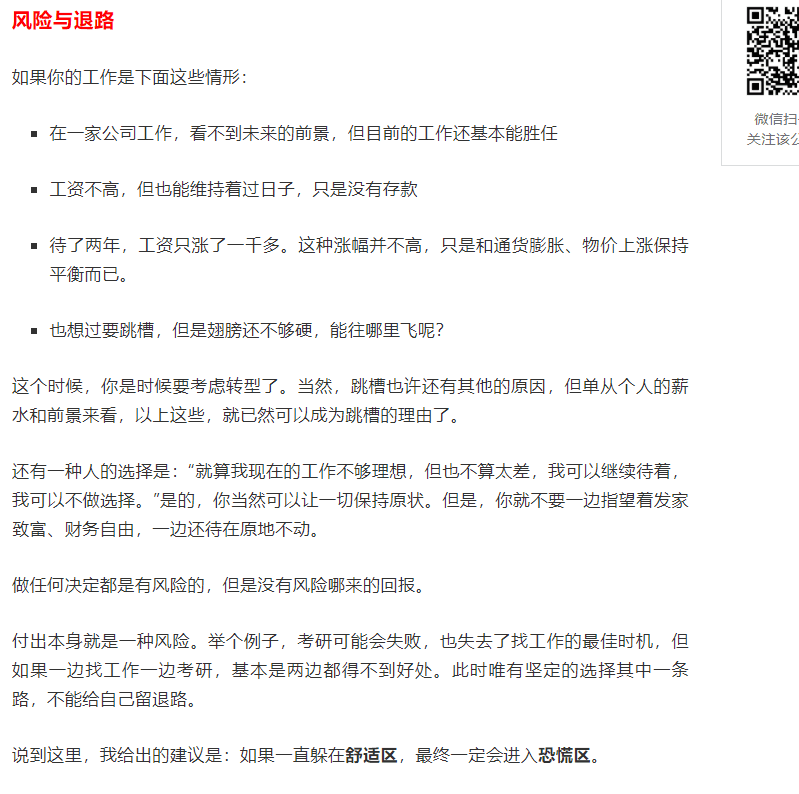 风险与退路
如果你的工作是下面这些情形：
在一家公司工作，看不到未来的前景，但目前的工作还基本能胜任
工资不高，但也能维持着过日子，只是没有存款
待了两年，工资只涨了一千多。这种涨幅并不高，只是和通货膨胀、物价上涨保持
平衡而已。
也想过要跳槽，但是翅膀还不够硬，能往哪里飞呢？
这个时候，你是时候要考虑转型了。当然，跳槽也许还有其他的原因，但单从个人的薪
水和前景来看，以上这些，就已然可以成为跳槽的理由了。
还有一种人的选择是：“就算我现在的工作不够理想，但也不算太差，我可以继续待着，
我可以不做选择。”是的，你当然可以让一切保持原状。但是，你就不要一边指望着发家
致富、财务自由，一边还待在原地不动。
做任何决定都是有风险的，但是没有风险哪来的回报。
付出本身就是一种风险。举个例子，考研可能会失败，也失去了找工作的最佳时机，但
如果一边找工作一边考研，基本是两边都得不到好处。此时唯有坚定的选择其中一条
路，不能给自己留退路。
说到这里，我给出的建议是：如果一直躲在舒适区，最终一定会进入恐慌区。
微信扫
关注该公